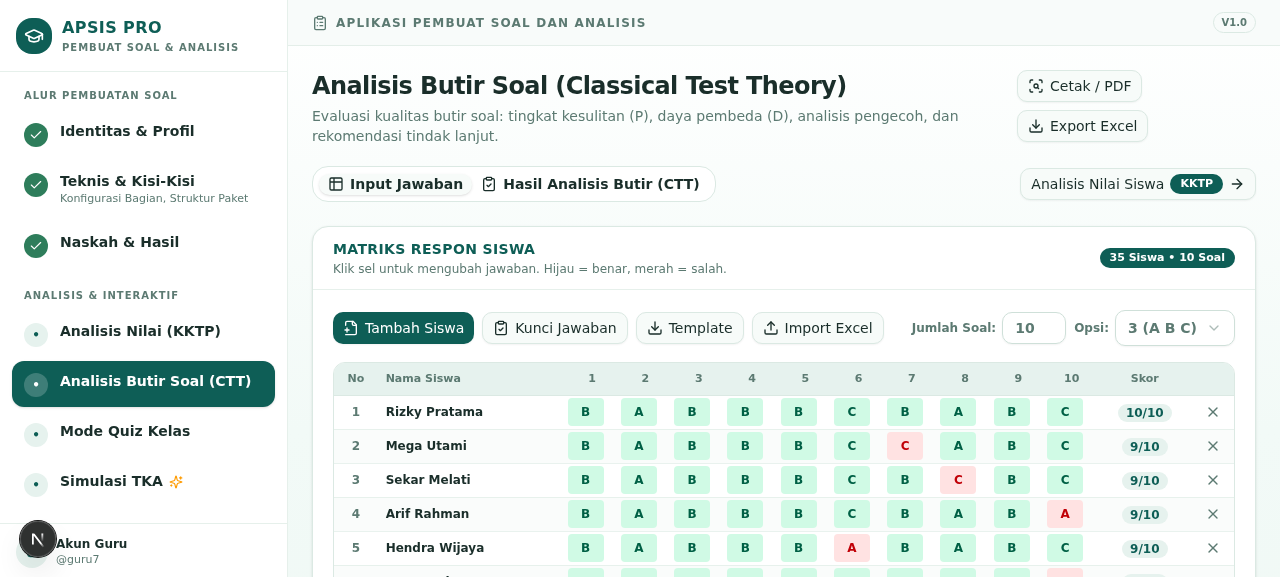 APSIS PRO
PEMBUAT SOAL & ANALISIS
ALUR PEMBUATAN SOAL
Identitas & Profil
Teknis & Kisi-Kisi
Konfigurasi Bagian, Struktur Paket
Naskah & Hasil
ANALISIS & INTERAKTIF
Analisis Nilai (KKTP)
Analisis Butir Soal (CTT)
Mode Quiz Kelas
Simulasi TKA
N
Akun Guru
@guru7
APLIKASI PEMBUAT SOAL DAN ANALISIS
V1.0
Analisis Butir Soal (Classical Test Theory)
Evaluasi kualitas butir soal: tingkat kesulitan (P), daya pembeda (D), analisis pengecoh, dan
rekomendasi tindak lanjut.
Cetak / PDF
Export Excel
Input Jawaban Hasil Analisis Butir (CTT)
Analisis Nilai Siswa KKTP
MATRIKS RESPON SISWA
Klik sel untuk mengubah jawaban. Hijau = benar, merah = salah.
35 Siswa • 10 Soal
Tambah Siswa Kunci Jawaban Template Import Excel Jumlah Soal: 10 Opsi: 3 (A B C)
No Nama Siswa 1 2 3 4 5 6 7 8 9 10 Skor
1 Rizky Pratama B A B B B C B A B C 10/10
2 Mega Utami B A B B B C C A B C 9/10
3 Sekar Melati B A B B B C B C B C 9/10
4 Arif Rahman B A B B B C B A B A 9/10
5 Hendra Wijaya B A B B B A B A B C 9/10